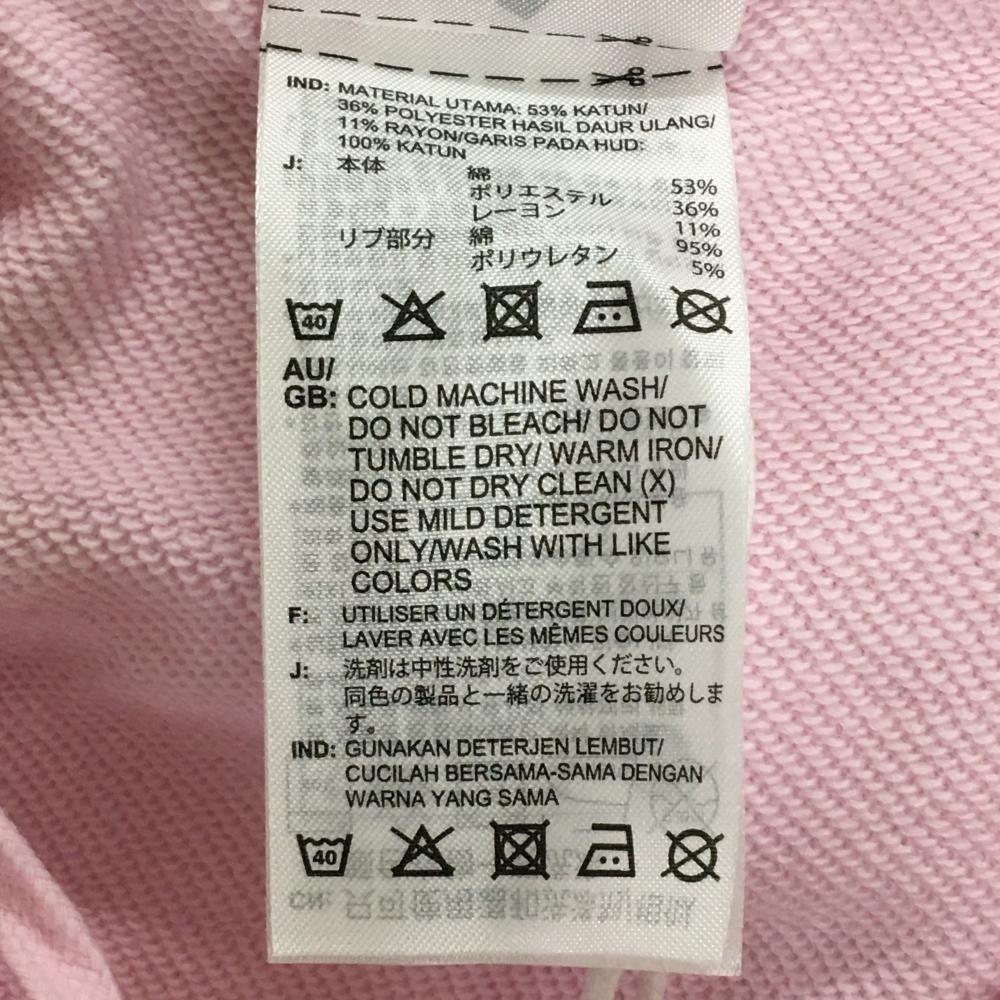 IND: MATERIAL UTAMA: 53% KATUN/
36% POLYESTER HASIL DAUR ULANG/
11% RAYON/GARIS PADA HUD:
100% KATUN
J: 本体 綿 53%
ポリエステル 36%
レーヨン 11%
リブ部分 綿 95%
ポリウレタン 5%
40
AU/
GB: COLD MACHINE WASH/
DO NOT BLEACH/ DO NOT
TUMBLE DRY/ WARM IRON/
DO NOT DRY CLEAN (X)
USE MILD DETERGENT
ONLY/WASH WITH LIKE
COLORS
F: UTILISER UN DÉTERGENT DOUX/
LAVER AVEC LES MÊMES COULEURS
J: 洗剤は中性洗剤をご使用ください。
同色の製品と一緒の洗濯をお勧めしま
す。
IND: GUNAKAN DETERJEN LEMBUT/
CUCILAH BERSAMA-SAMA DENGAN
WARNA YANG SAMA
40